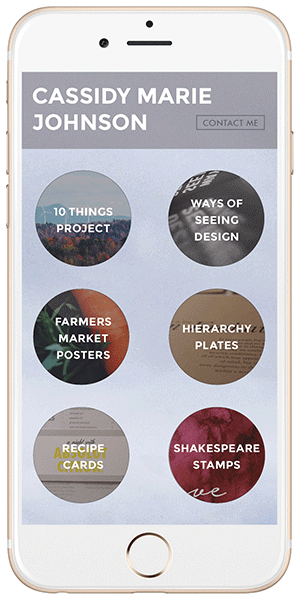 CASSIDY MARIE
JOHNSON
CONTACT ME
10 THINGS
PROJECT
WAYS OF
SEEING
DESIGN
FARMERS
MARKET
POSTERS
HIERARCHY
PLATES
RECIPE
CARDS
SHAKESPEARE
STAMPS
ve